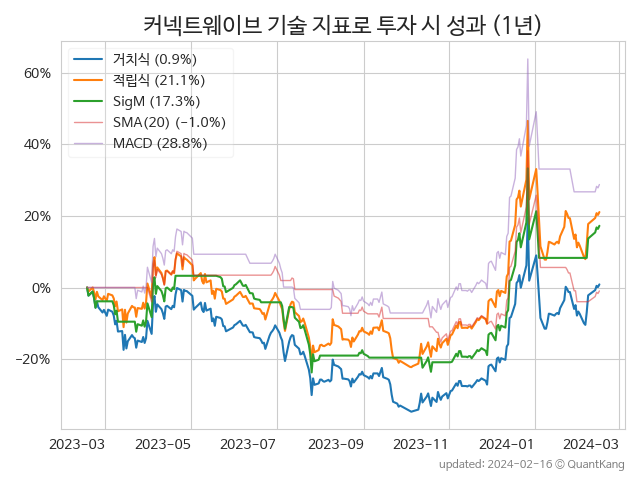 커넥트웨이브 기술 지표로 투자 시 성과 (1년)
거치식 (0.9%)
적립식 (21.1%)
SigM (17.3%)
SMA(20) (−1.0%)
MACD (28.8%)
60%
40%
20%
0%
−20%
2023-03 2023-05 2023-07 2023-09 2023-11 2024-01 2024-03
updated: 2024-02-16 © QuantKang